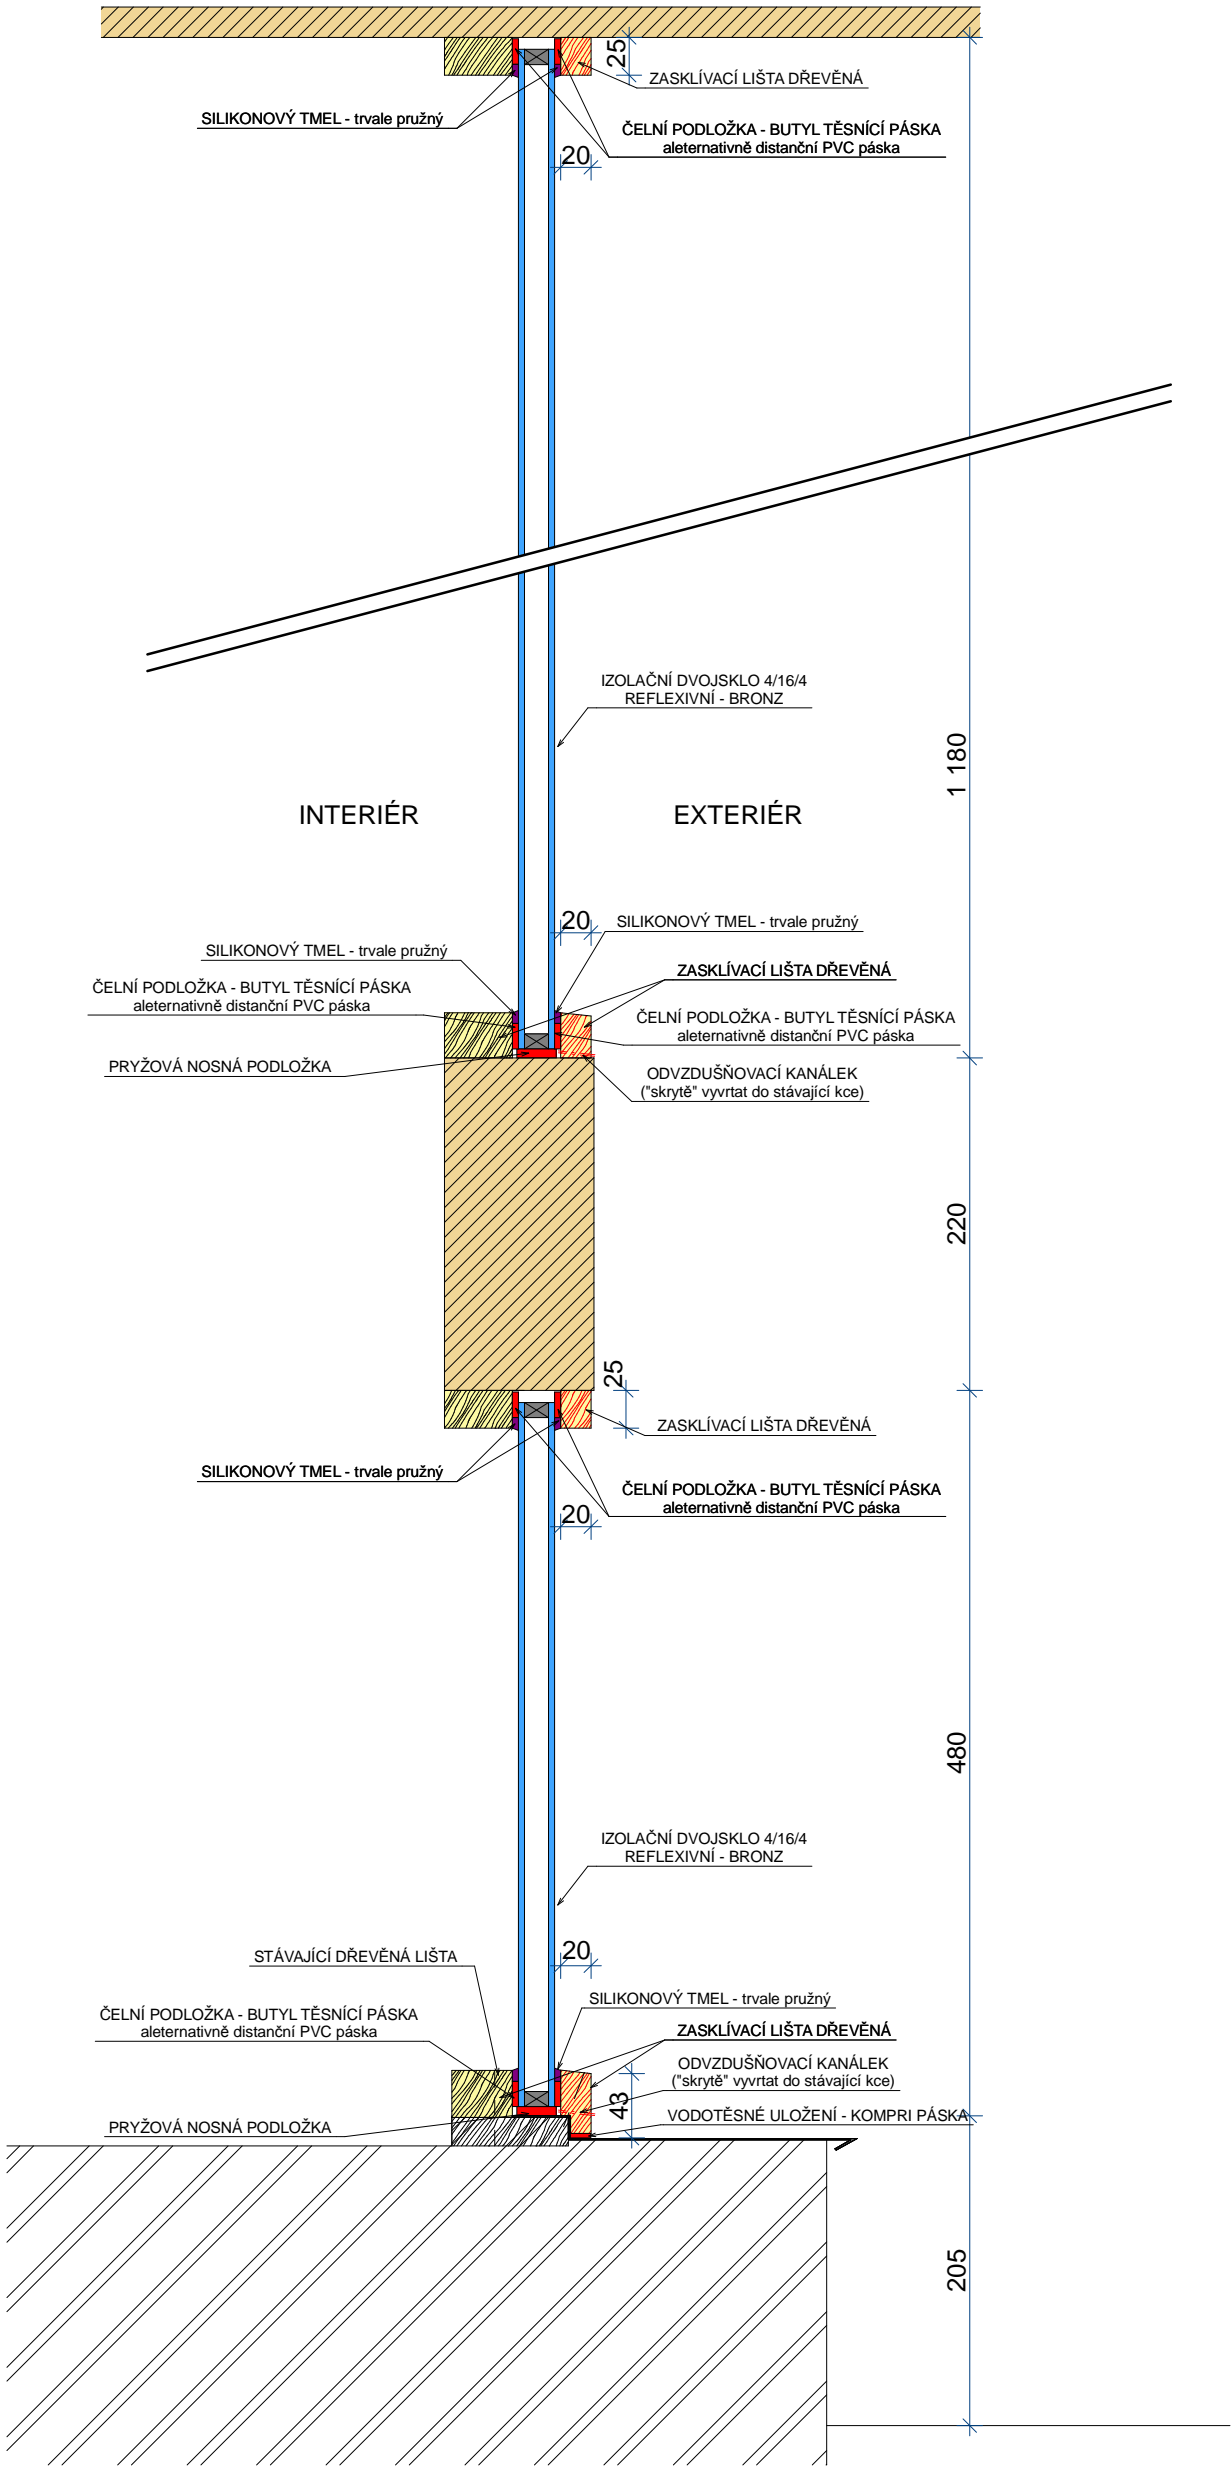 25
ZASKLÍVACÍ LIŠTA DŘEVĚNÁ
SILIKONOVÝ TMEL - trvale pružný
ČELNÍ PODLOŽKA - BUTYL TĚSNÍCÍ PÁSKA
aleternativně distanční PVC páska
20
IZOLAČNÍ DVOJSKLO 4/16/4
REFLEXIVNÍ - BRONZ
1 180
INTERIÉR
EXTERIÉR
20
SILIKONOVÝ TMEL - trvale pružný
SILIKONOVÝ TMEL - trvale pružný
ZASKLÍVACÍ LIŠTA DŘEVĚNÁ
ČELNÍ PODLOŽKA - BUTYL TĚSNÍCÍ PÁSKA
aleternativně distanční PVC páska
ČELNÍ PODLOŽKA - BUTYL TĚSNÍCÍ PÁSKA
aleternativně distanční PVC páska
PRYŽOVÁ NOSNÁ PODLOŽKA
ODVZDUŠŇOVACÍ KANÁLEK
("skrytě" vyvrtat do stávající kce)
220
25
ZASKLÍVACÍ LIŠTA DŘEVĚNÁ
SILIKONOVÝ TMEL - trvale pružný
ČELNÍ PODLOŽKA - BUTYL TĚSNÍCÍ PÁSKA
aleternativně distanční PVC páska
20
480
IZOLAČNÍ DVOJSKLO 4/16/4
REFLEXIVNÍ - BRONZ
20
STÁVAJÍCÍ DŘEVĚNÁ LIŠTA
SILIKONOVÝ TMEL - trvale pružný
ČELNÍ PODLOŽKA - BUTYL TĚSNÍCÍ PÁSKA
aleternativně distanční PVC páska
ZASKLÍVACÍ LIŠTA DŘEVĚNÁ
ODVZDUŠŇOVACÍ KANÁLEK
("skrytě" vyvrtat do stávající kce)
43
VODOTĚSNÉ ULOŽENÍ - KOMPRI PÁSKA
PRYŽOVÁ NOSNÁ PODLOŽKA
205